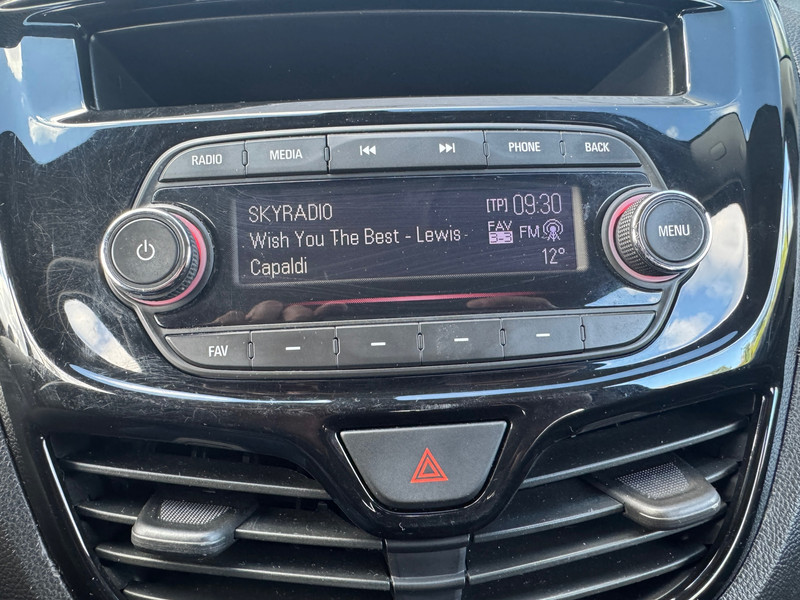 RADIO MEDIA PHONE BACK
SKYRADIO [TP] 09:30
Wish You The Best - Lewis - FAV FM
Capaldi 12°
MENU
FAV